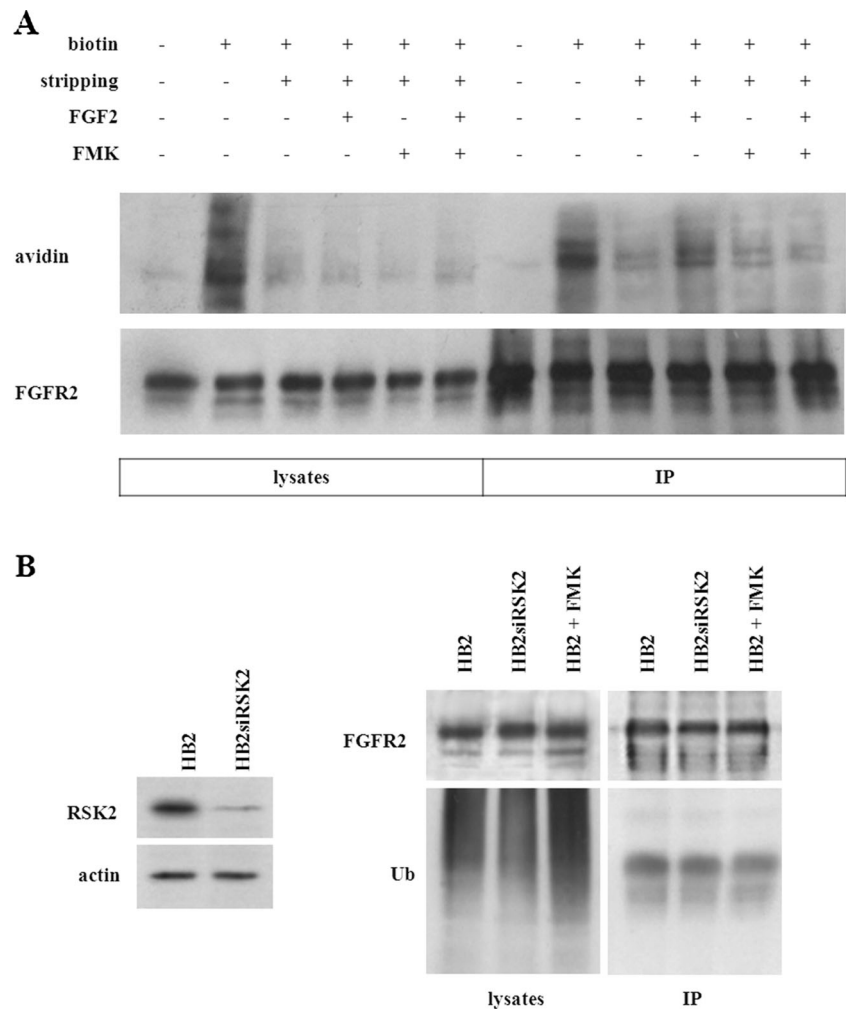 A
biotin - + + + + + - + + + + +
stripping - - + + + + - - + + + +
FGF2 - - - + - + - - - + - +
FMK - - - - + + - - - - + +
avidin
FGFR2
lysates IP
B
HB2 HB2siRSK2
RSK2
actin
HB2 HB2siRSK2 HB2 + FMK HB2 HB2siRSK2 HB2 + FMK
FGFR2
Ub
lysates IP